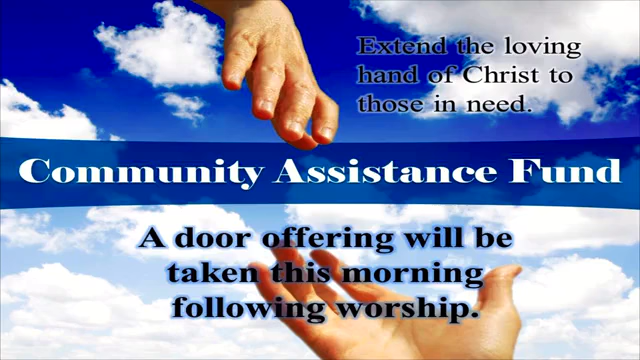 Extend the loving
hand of Christ to
those in need.
Community Assistance Fund
A door offering will be
taken this morning
following worship.